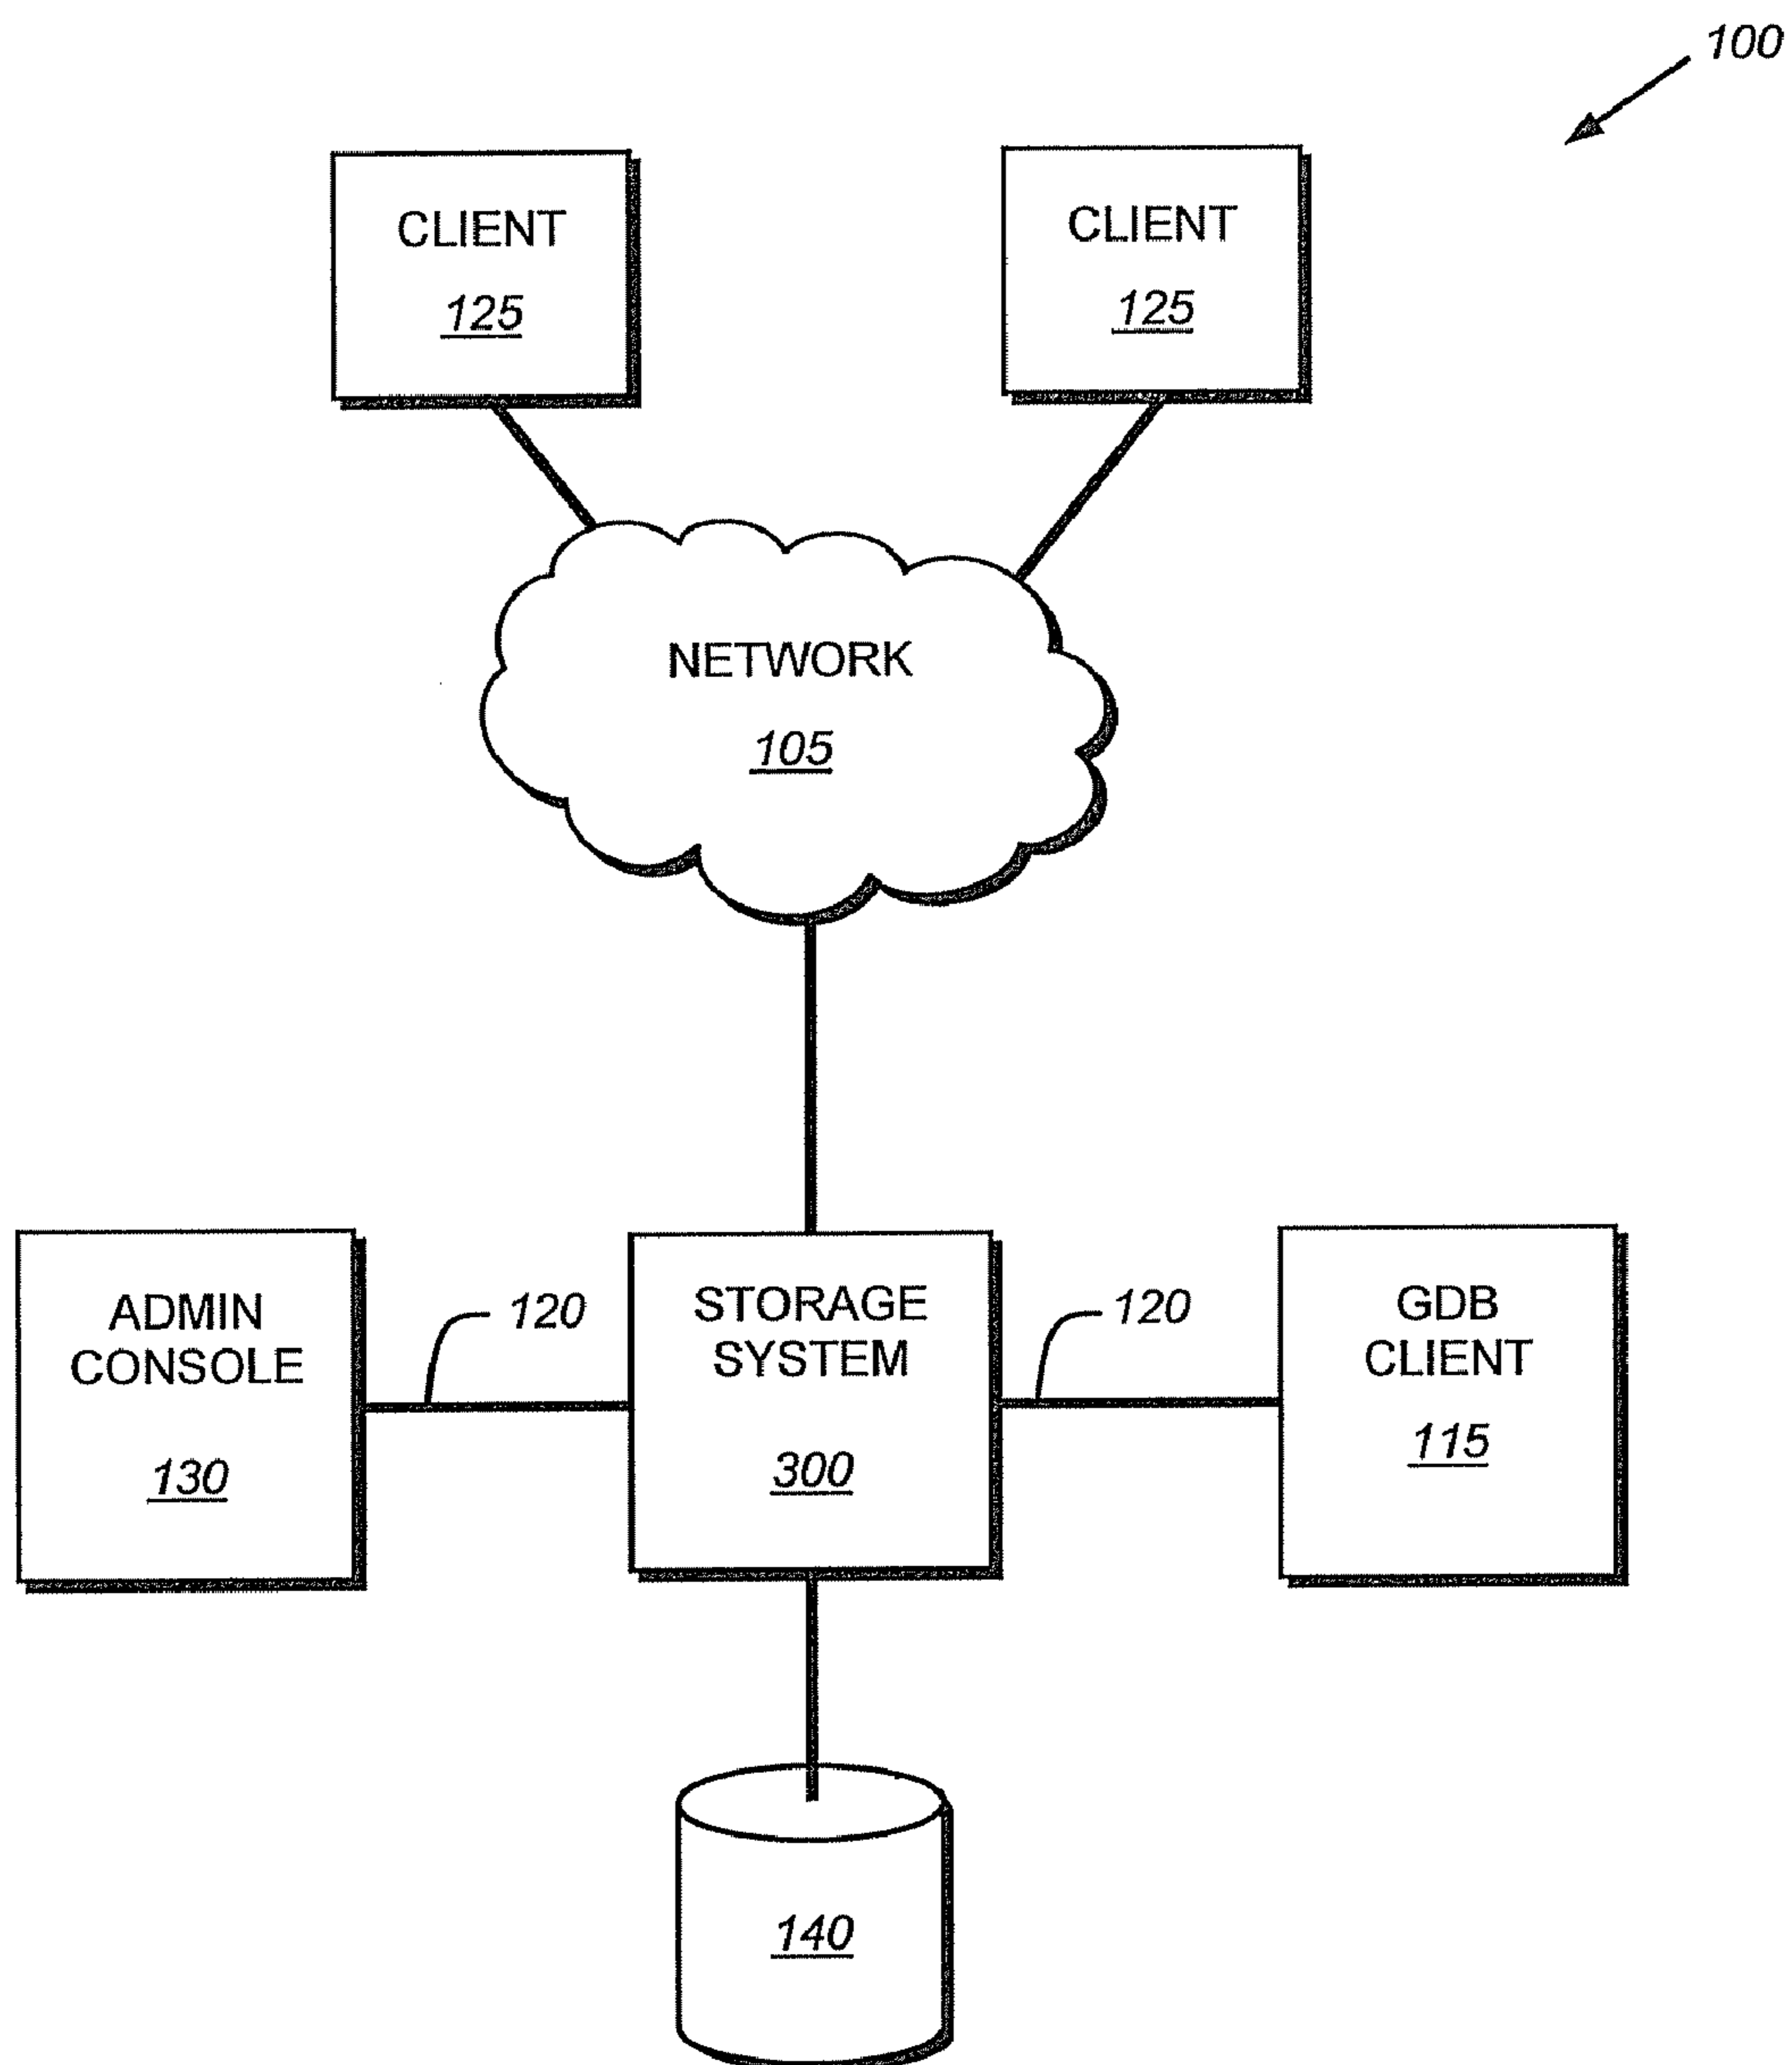 100
CLIENT
125
CLIENT
125
NETWORK
105
ADMIN
CONSOLE
130
120
STORAGE
SYSTEM
300
120
GDB
CLIENT
115
140